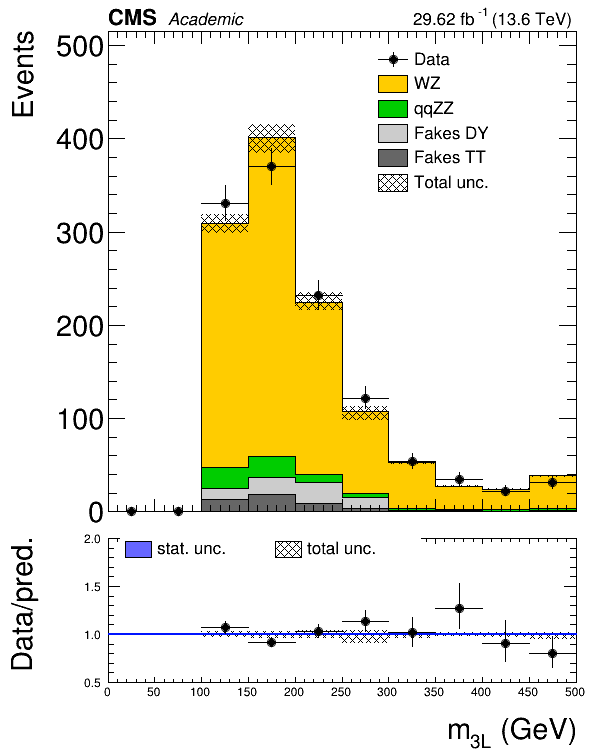 CMS Academic 29.62 fb⁻¹ (13.6 TeV)
Events
500
400
300
200
100
0
Data
WZ
qqZZ
Fakes DY
Fakes TT
Total unc.
Data/pred.
2.0
1.5
1.0
0.5
stat. unc. total unc.
0 50 100 150 200 250 300 350 400 450 500
m3L (GeV)